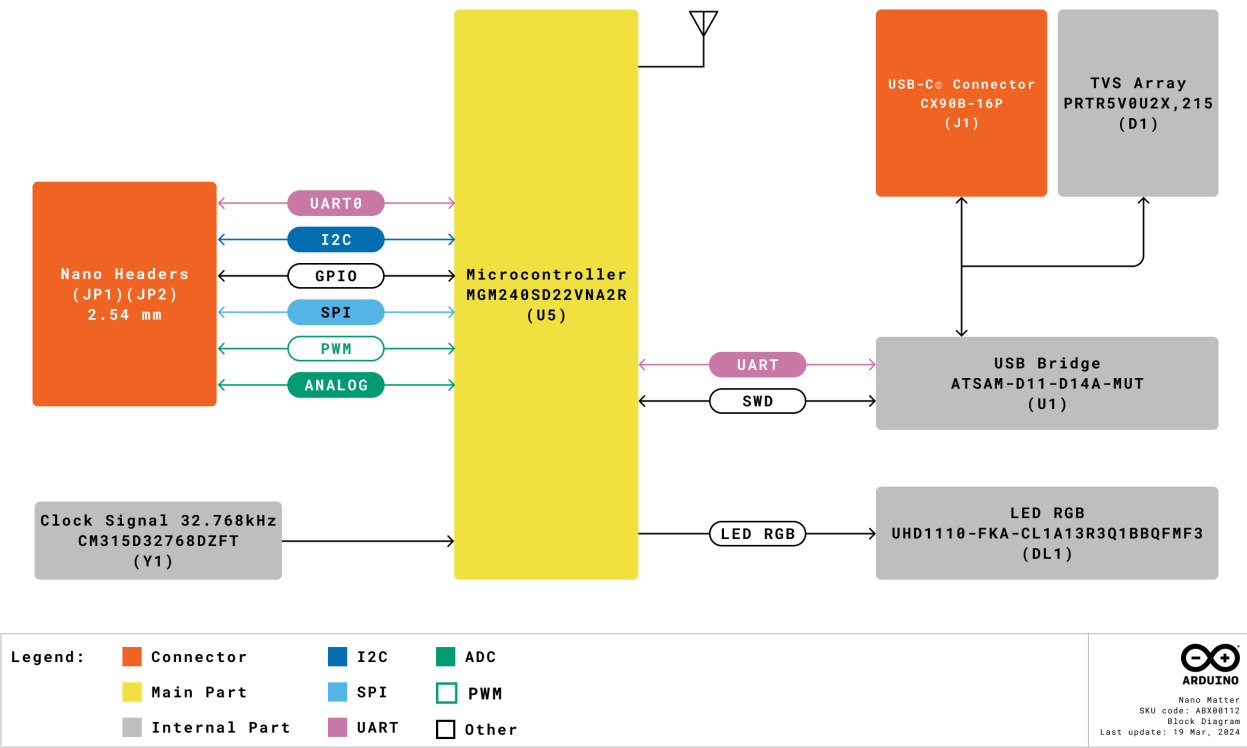 USB-C© Connector
CX90B-16P
(J1)
TVS Array
PRTR5V0U2X,215
(D1)
Nano Headers
(JP1)(JP2)
2.54 mm
UART0
I2C
GPIO
SPI
PWM
ANALOG
Microcontroller
MGM240SD22VNA2R
(U5)
UART
SWD
USB Bridge
ATSAM-D11-D14A-MUT
(U1)
Clock Signal 32.768kHz
CM315D32768DZFT
(Y1)
LED RGB
LED RGB
UHD1110-FKA-CL1A13R3Q1BBQFMF3
(DL1)
Legend:
Connector
Main Part
Internal Part
I2C
SPI
UART
ADC
PWM
Other
ARDUINO
Nano Matter
SKU code: ABX00112
Block Diagram
Last update: 19 Mar, 2024